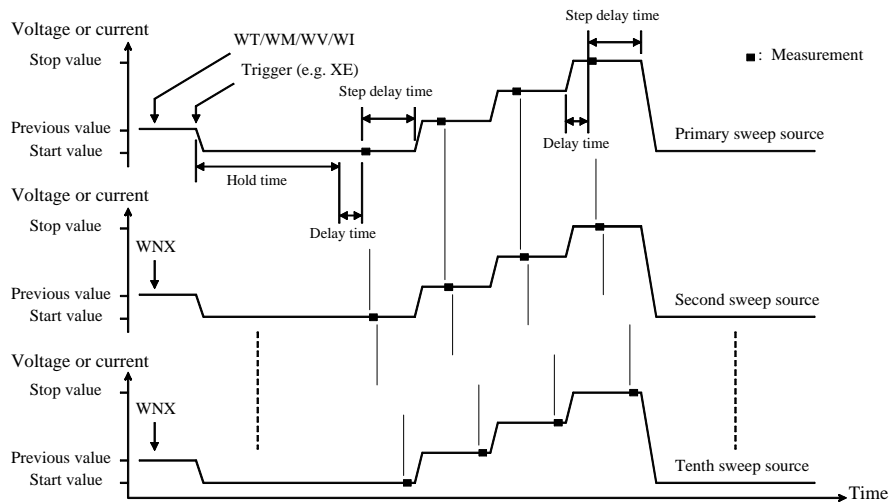 Voltage or current
WT/WM/WV/WI
Step delay time
Stop value
■: Measurement
Trigger (e.g. XE)
Step delay time
Previous value
Primary sweep source
Start value
Delay time
Hold time
Voltage or current
Delay time
Stop value
WNX
Previous value
Second sweep source
Start value
Voltage or current
Stop value
WNX
Previous value
Tenth sweep source
Start value
Time